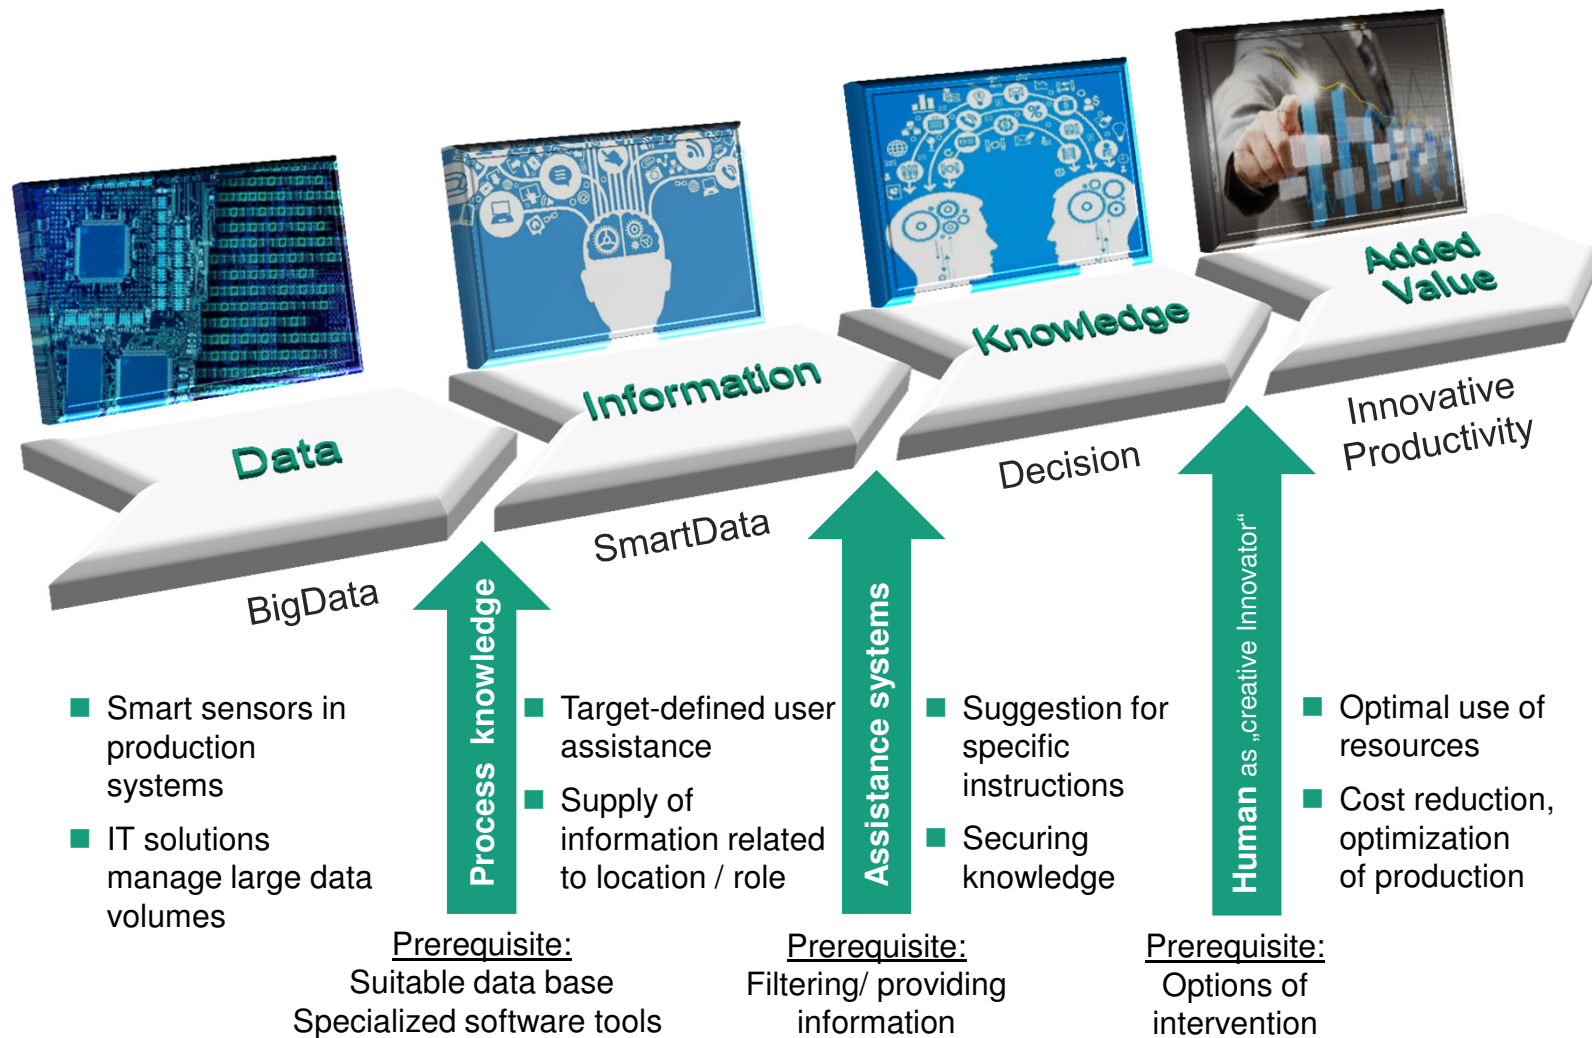 Data
Information
Knowledge
Added
Value
BigData
SmartData
Decision
Innovative
Productivity
Process knowledge
Assistance systems
Human as „creative Innovator“
■ Smart sensors in
production
systems
■ IT solutions
manage large data
volumes
■ Target-defined user
assistance
■ Supply of
information related
to location / role
■ Suggestion for
specific
instructions
■ Securing
knowledge
■ Optimal use of
resources
■ Cost reduction,
optimization
of production
Prerequisite:
Suitable data base
Specialized software tools
Prerequisite:
Filtering/ providing
information
Prerequisite:
Options of
intervention